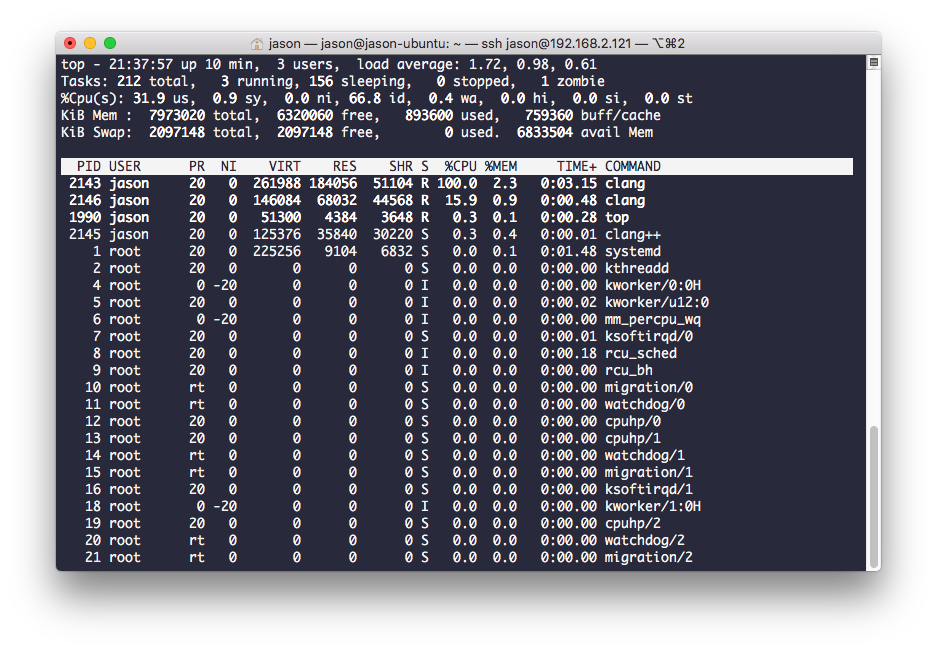 jason — jason@jason-ubuntu: ~ — ssh jason@192.168.2.121 — ⌥⌘2
top - 21:37:57 up 10 min,  3 users,  load average: 1.72, 0.98, 0.61
Tasks: 212 total,   3 running, 156 sleeping,   0 stopped,   1 zombie
%Cpu(s): 31.9 us,  0.9 sy,  0.0 ni, 66.8 id,  0.4 wa,  0.0 hi,  0.0 si,  0.0 st
KiB Mem :  7973020 total,  6320060 free,   893600 used,   759360 buff/cache
KiB Swap:  2097148 total,  2097148 free,        0 used.  6833504 avail Mem
  PID USER      PR  NI    VIRT    RES    SHR S  %CPU %MEM     TIME+ COMMAND
 2143 jason     20   0  261988 184056  51104 R 100.0  2.3   0:03.15 clang
 2146 jason     20   0  146084  68032  44568 R  15.9  0.9   0:00.48 clang
 1990 jason     20   0   51300   4384   3648 R   0.3  0.1   0:00.28 top
 2145 jason     20   0  125376  35840  30220 S   0.3  0.4   0:00.01 clang++
    1 root      20   0  225256   9104   6832 S   0.0  0.1   0:01.48 systemd
    2 root      20   0       0      0      0 S   0.0  0.0   0:00.00 kthreadd
    4 root       0 -20       0      0      0 I   0.0  0.0   0:00.00 kworker/0:0H
    5 root      20   0       0      0      0 I   0.0  0.0   0:00.02 kworker/u12:0
    6 root       0 -20       0      0      0 I   0.0  0.0   0:00.00 mm_percpu_wq
    7 root      20   0       0      0      0 S   0.0  0.0   0:00.01 ksoftirqd/0
    8 root      20   0       0      0      0 I   0.0  0.0   0:00.18 rcu_sched
    9 root      20   0       0      0      0 I   0.0  0.0   0:00.00 rcu_bh
   10 root      rt   0       0      0      0 S   0.0  0.0   0:00.00 migration/0
   11 root      rt   0       0      0      0 S   0.0  0.0   0:00.00 watchdog/0
   12 root      20   0       0      0      0 S   0.0  0.0   0:00.00 cpuhp/0
   13 root      20   0       0      0      0 S   0.0  0.0   0:00.00 cpuhp/1
   14 root      rt   0       0      0      0 S   0.0  0.0   0:00.00 watchdog/1
   15 root      rt   0       0      0      0 S   0.0  0.0   0:00.00 migration/1
   16 root      20   0       0      0      0 S   0.0  0.0   0:00.00 ksoftirqd/1
   18 root       0 -20       0      0      0 I   0.0  0.0   0:00.00 kworker/1:0H
   19 root      20   0       0      0      0 S   0.0  0.0   0:00.00 cpuhp/2
   20 root      rt   0       0      0      0 S   0.0  0.0   0:00.00 watchdog/2
   21 root      rt   0       0      0      0 S   0.0  0.0   0:00.00 migration/2